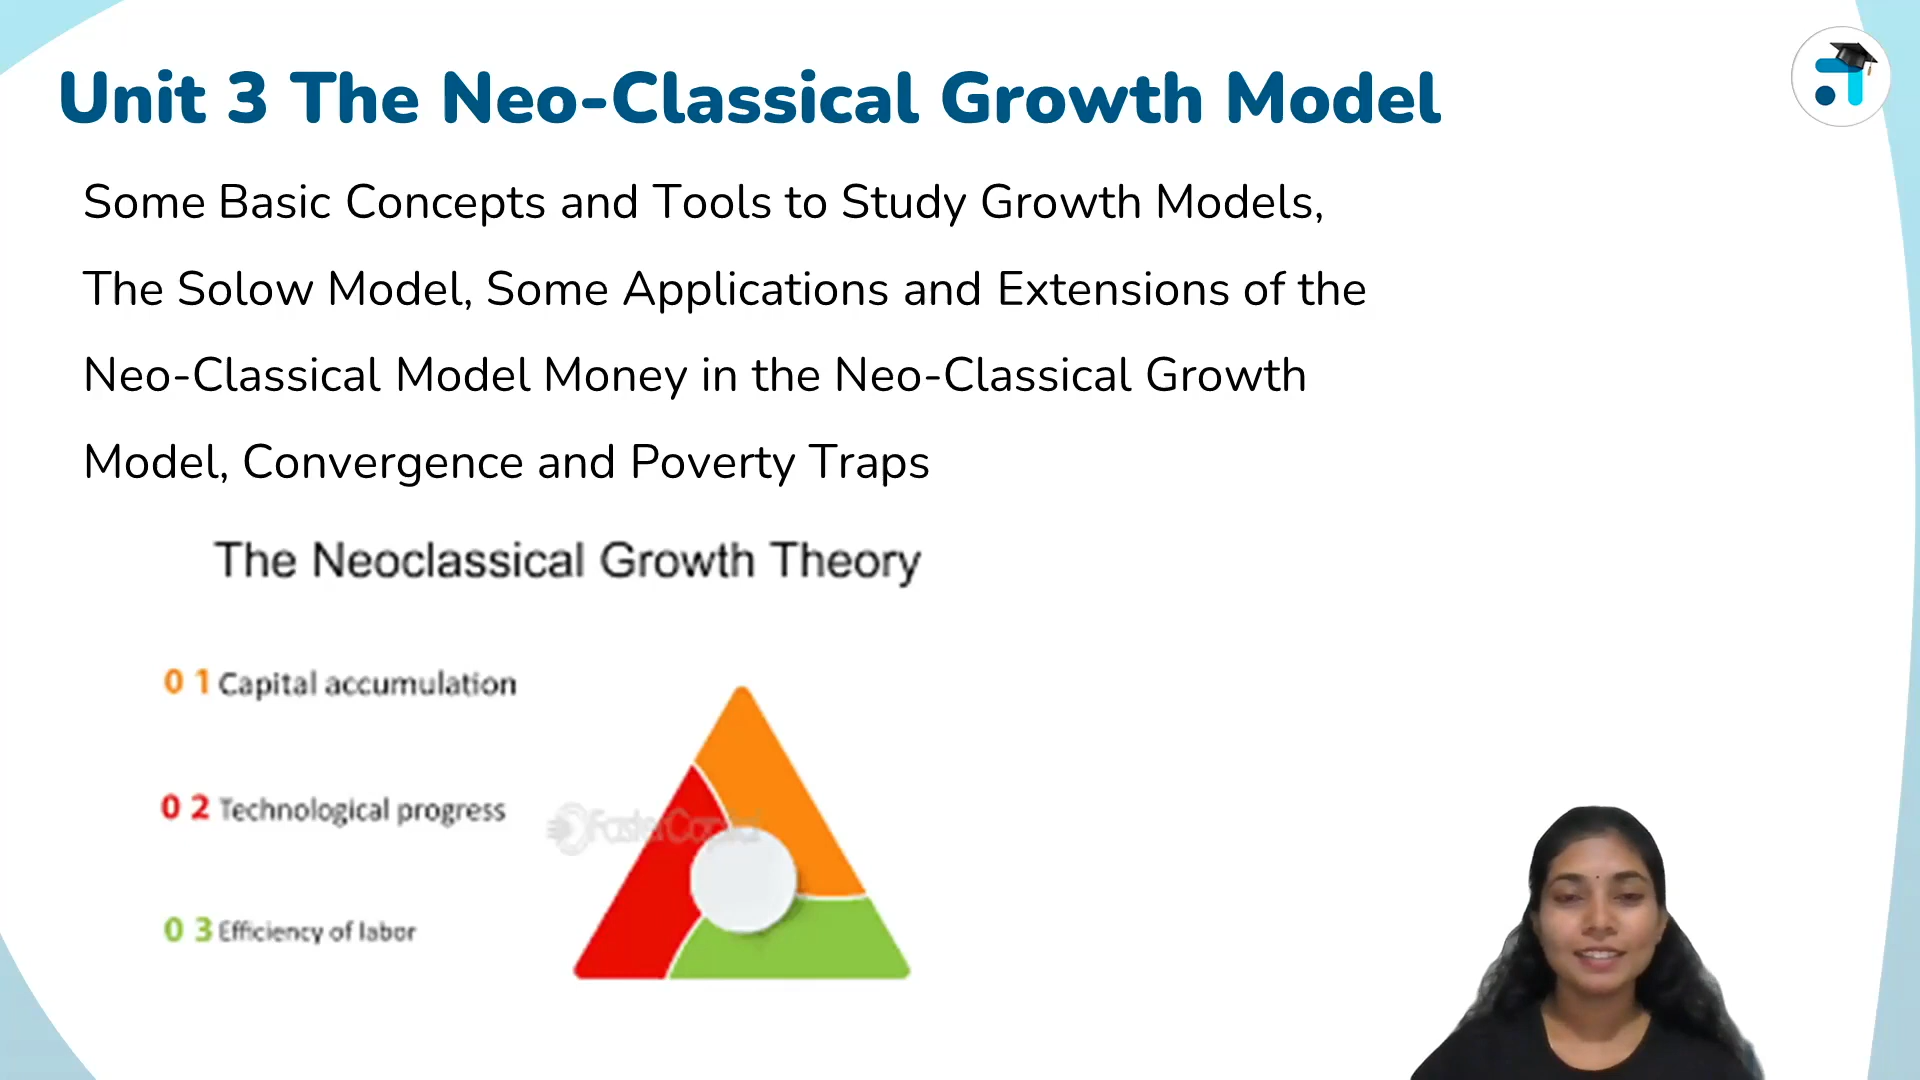 Unit 3 The Neo-Classical Growth Model
Some Basic Concepts and Tools to Study Growth Models,
The Solow Model, Some Applications and Extensions of the
Neo-Classical Model Money in the Neo-Classical Growth
Model, Convergence and Poverty Traps
The Neoclassical Growth Theory
0 1 Capital accumulation
0 2 Technological progress
FasterCapital
0 3 Efficiency of labor